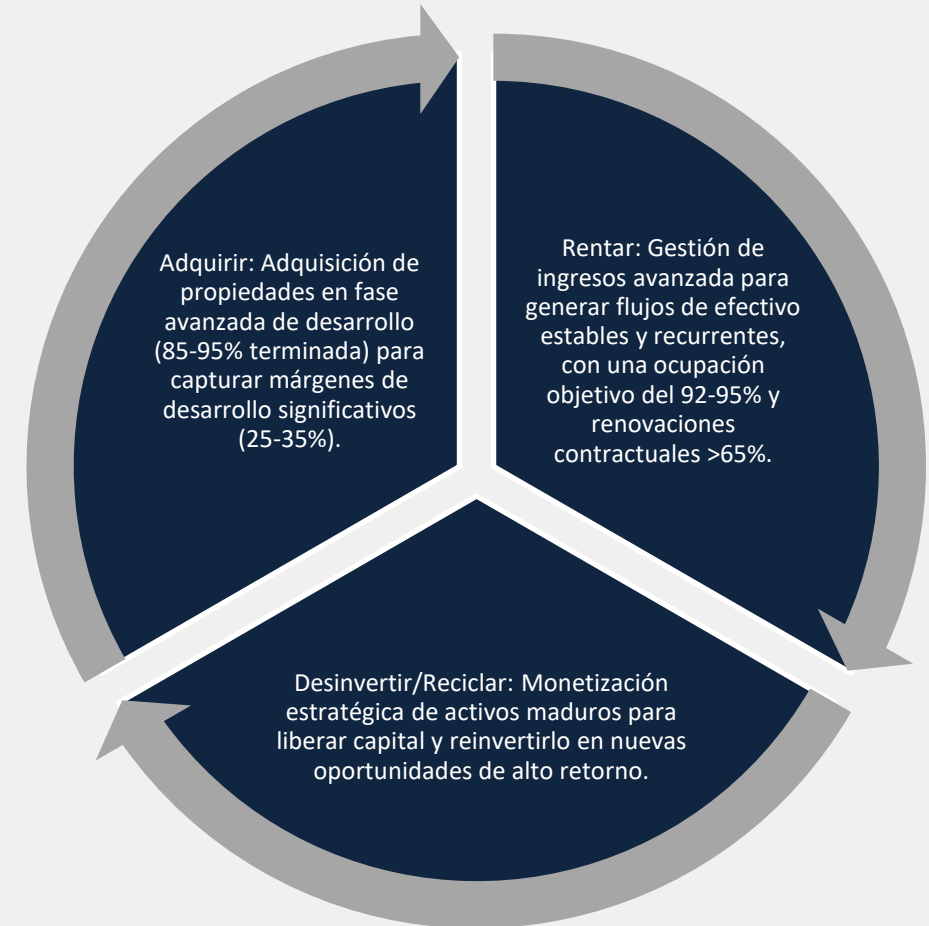 Adquirir: Adquisición de
propiedades en fase
avanzada de desarrollo
(85-95% terminada) para
capturar márgenes de
desarrollo significativos
(25-35%).
Rentar: Gestión de
ingresos avanzada para
generar flujos de efectivo
estables y recurrentes,
con una ocupación
objetivo del 92-95% y
renovaciones
contractuales >65%.
Desinvertir/Reciclar: Monetización
estratégica de activos maduros para
liberar capital y reinvertirlo en nuevas
oportunidades de alto retorno.